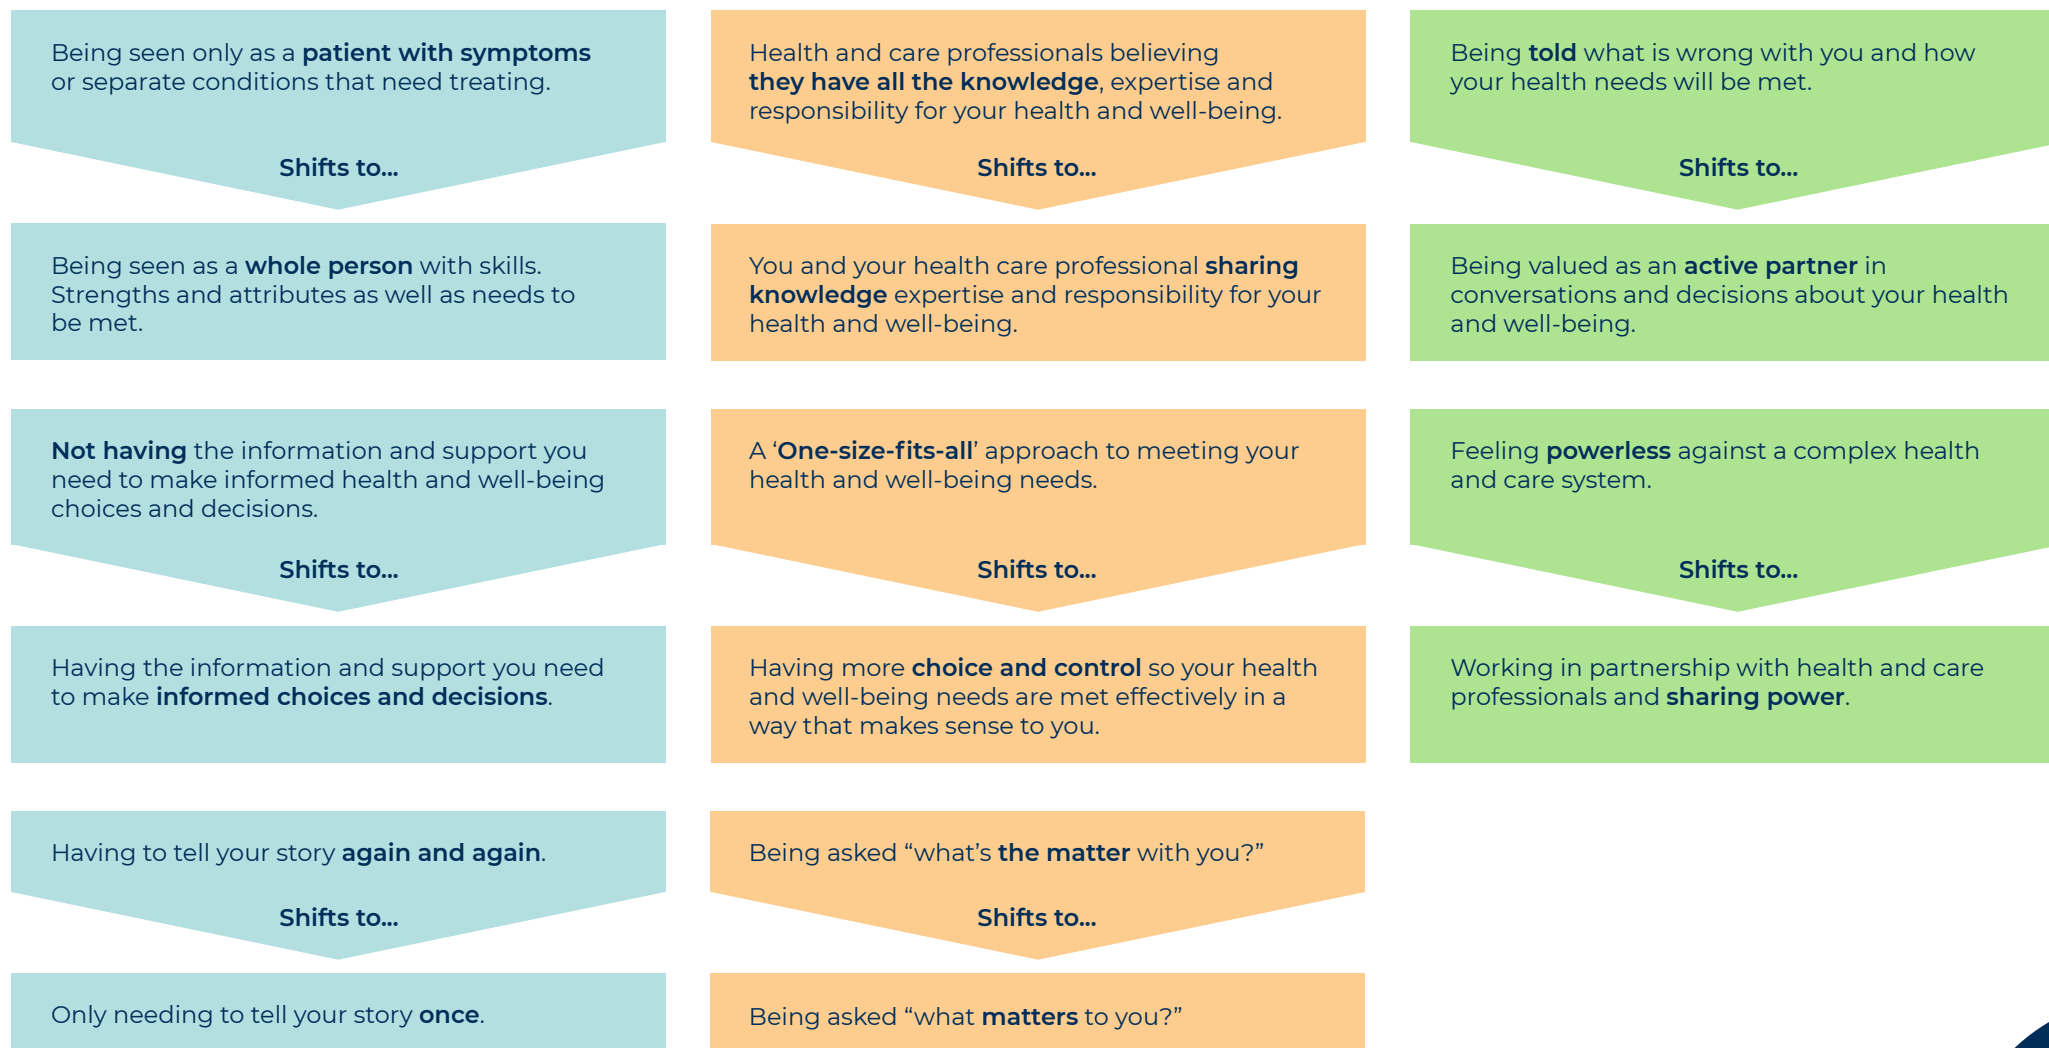 Being seen only as a patient with symptoms
or separate conditions that need treating.
Shifts to...
Being seen as a whole person with skills.
Strengths and attributes as well as needs to
be met.
Health and care professionals believing
they have all the knowledge, expertise and
responsibility for your health and well-being.
Shifts to...
You and your health care professional sharing
knowledge expertise and responsibility for your
health and well-being.
Being told what is wrong with you and how
your health needs will be met.
Shifts to...
Being valued as an active partner in
conversations and decisions about your health
and well-being.
Not having the information and support you
need to make informed health and well-being
choices and decisions.
Shifts to...
Having the information and support you need
to make informed choices and decisions.
A ‘One-size-fits-all’ approach to meeting your
health and well-being needs.
Shifts to...
Having more choice and control so your health
and well-being needs are met effectively in a
way that makes sense to you.
Feeling powerless against a complex health
and care system.
Shifts to...
Working in partnership with health and care
professionals and sharing power.
Having to tell your story again and again.
Shifts to...
Only needing to tell your story once.
Being asked “what’s the matter with you?”
Shifts to...
Being asked “what matters to you?”